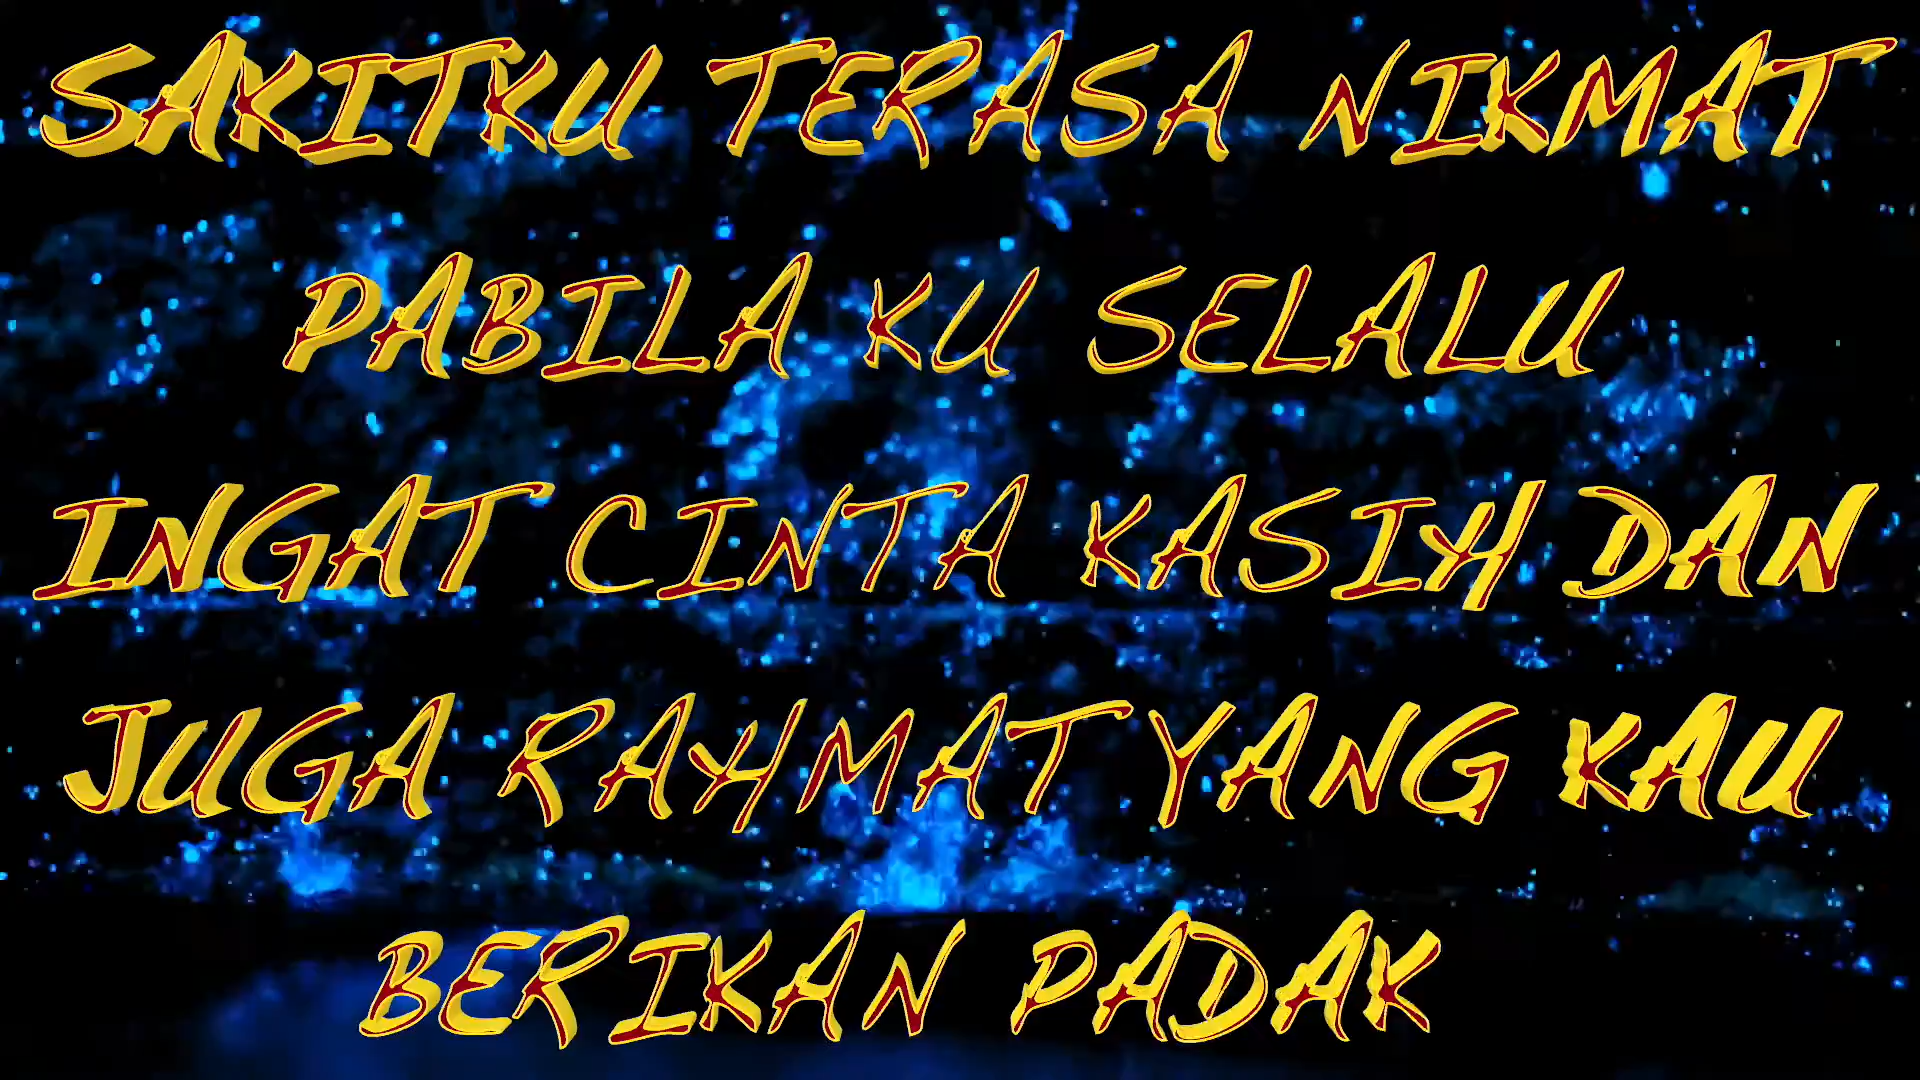 SAKITKU TERASA NIKMAT
PABILA KU SELALU
INGAT CINTA KASIH DAN
JUGA RAHMAT YANG KAU
BERIKAN PADAK